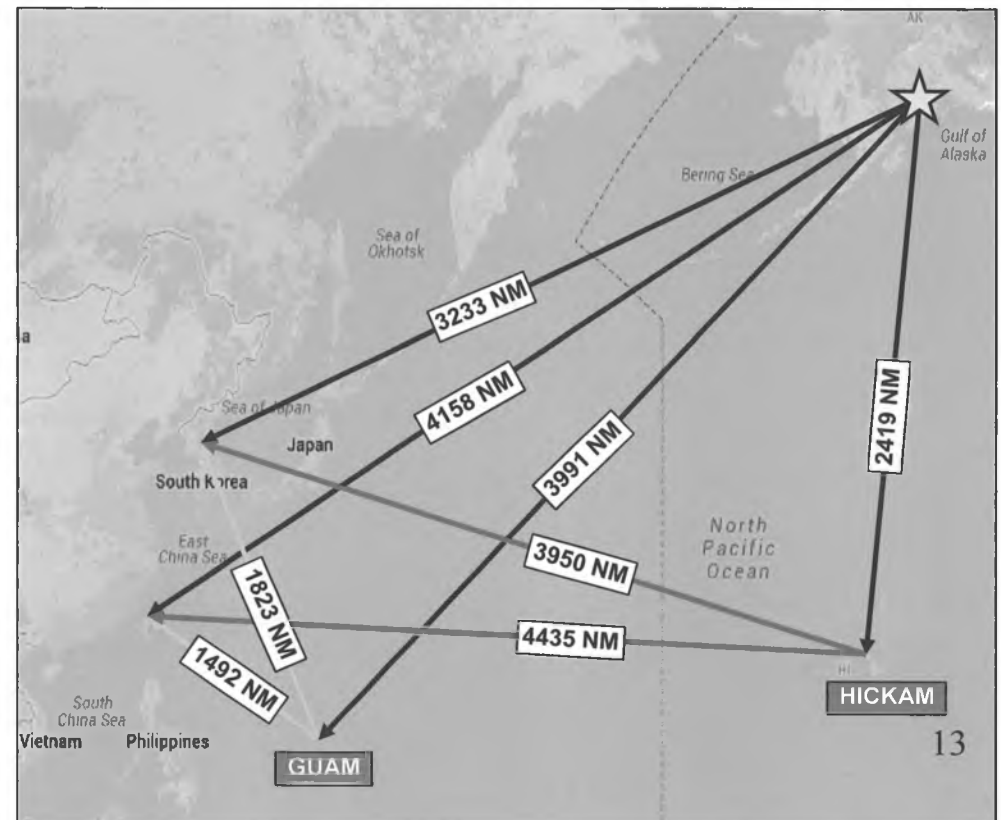 AK
Gulf of
Alaska
Bering Sea
Sea of
Okhotsk
3233 NM
a
4158 NM
2419 NM
Sea of Japan
Japan
3991 NM
South Korea
North
Pacific
Ocean
East
China Sea
3950 NM
1823 NM
4435 NM
1492 NM
HI
HICKAM
South
China Sea
Vietnam
Philippines
13
GUAM